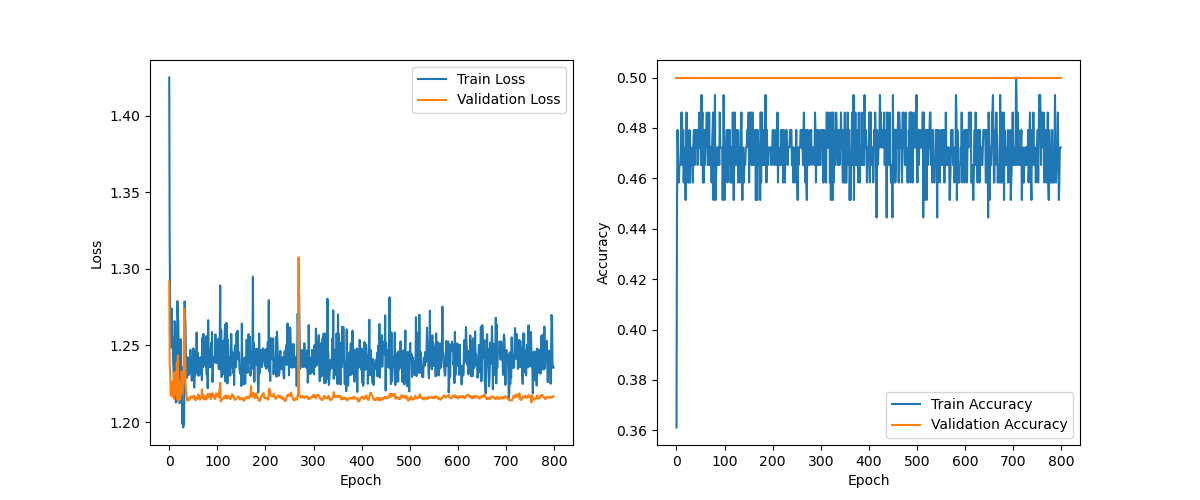 Train Loss
Validation Loss
1.40
1.35
1.30
1.25
1.20
Loss
0 100 200 300 400 500 600 700 800
Epoch
0.50
0.48
0.46
0.44
0.42
0.40
0.38
0.36
Accuracy
Train Accuracy
Validation Accuracy
0 100 200 300 400 500 600 700 800
Epoch